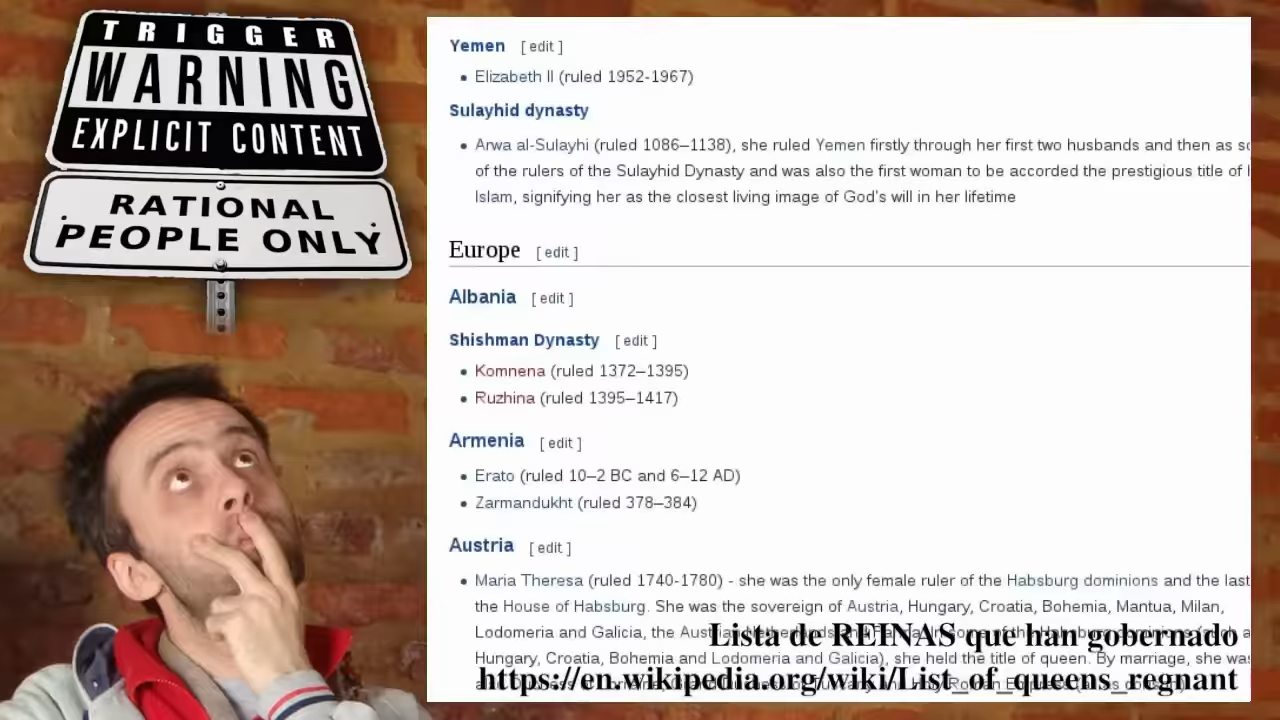 TRIGGER
WARNING
EXPLICIT CONTENT
RATIONAL
PEOPLE ONLY
Yemen [ edit ]
Elizabeth II (ruled 1952-1967)
Sulayhid dynasty
Arwa al-Sulayhi (ruled 1086–1138), she ruled Yemen firstly through her first two husbands and then as
of the rulers of the Sulayhid Dynasty and was also the first woman to be accorded the prestigious title of
Islam, signifying her as the closest living image of God's will in her lifetime
Europe [ edit ]
Albania [ edit ]
Shishman Dynasty [ edit ]
Komnena (ruled 1372–1395)
Ruzhina (ruled 1395–1417)
Armenia [ edit ]
Erato (ruled 10–2 BC and 6–12 AD)
Zarmandukht (ruled 378–384)
Austria [ edit ]
Maria Theresa (ruled 1740-1780) - she was the only female ruler of the Habsburg dominions and the last
the House of Habsburg. She was the sovereign of Austria, Hungary, Croatia, Bohemia, Mantua, Milan,
Lodomeria and Galicia, the
Hungary, Croatia, Bohemia and Lodomeria and Galicia), she held the title of queen. By marriage, she was
Lista de REINAS que han gobernado
https://en.wikipedia.org/wiki/List_of_queens_regnant